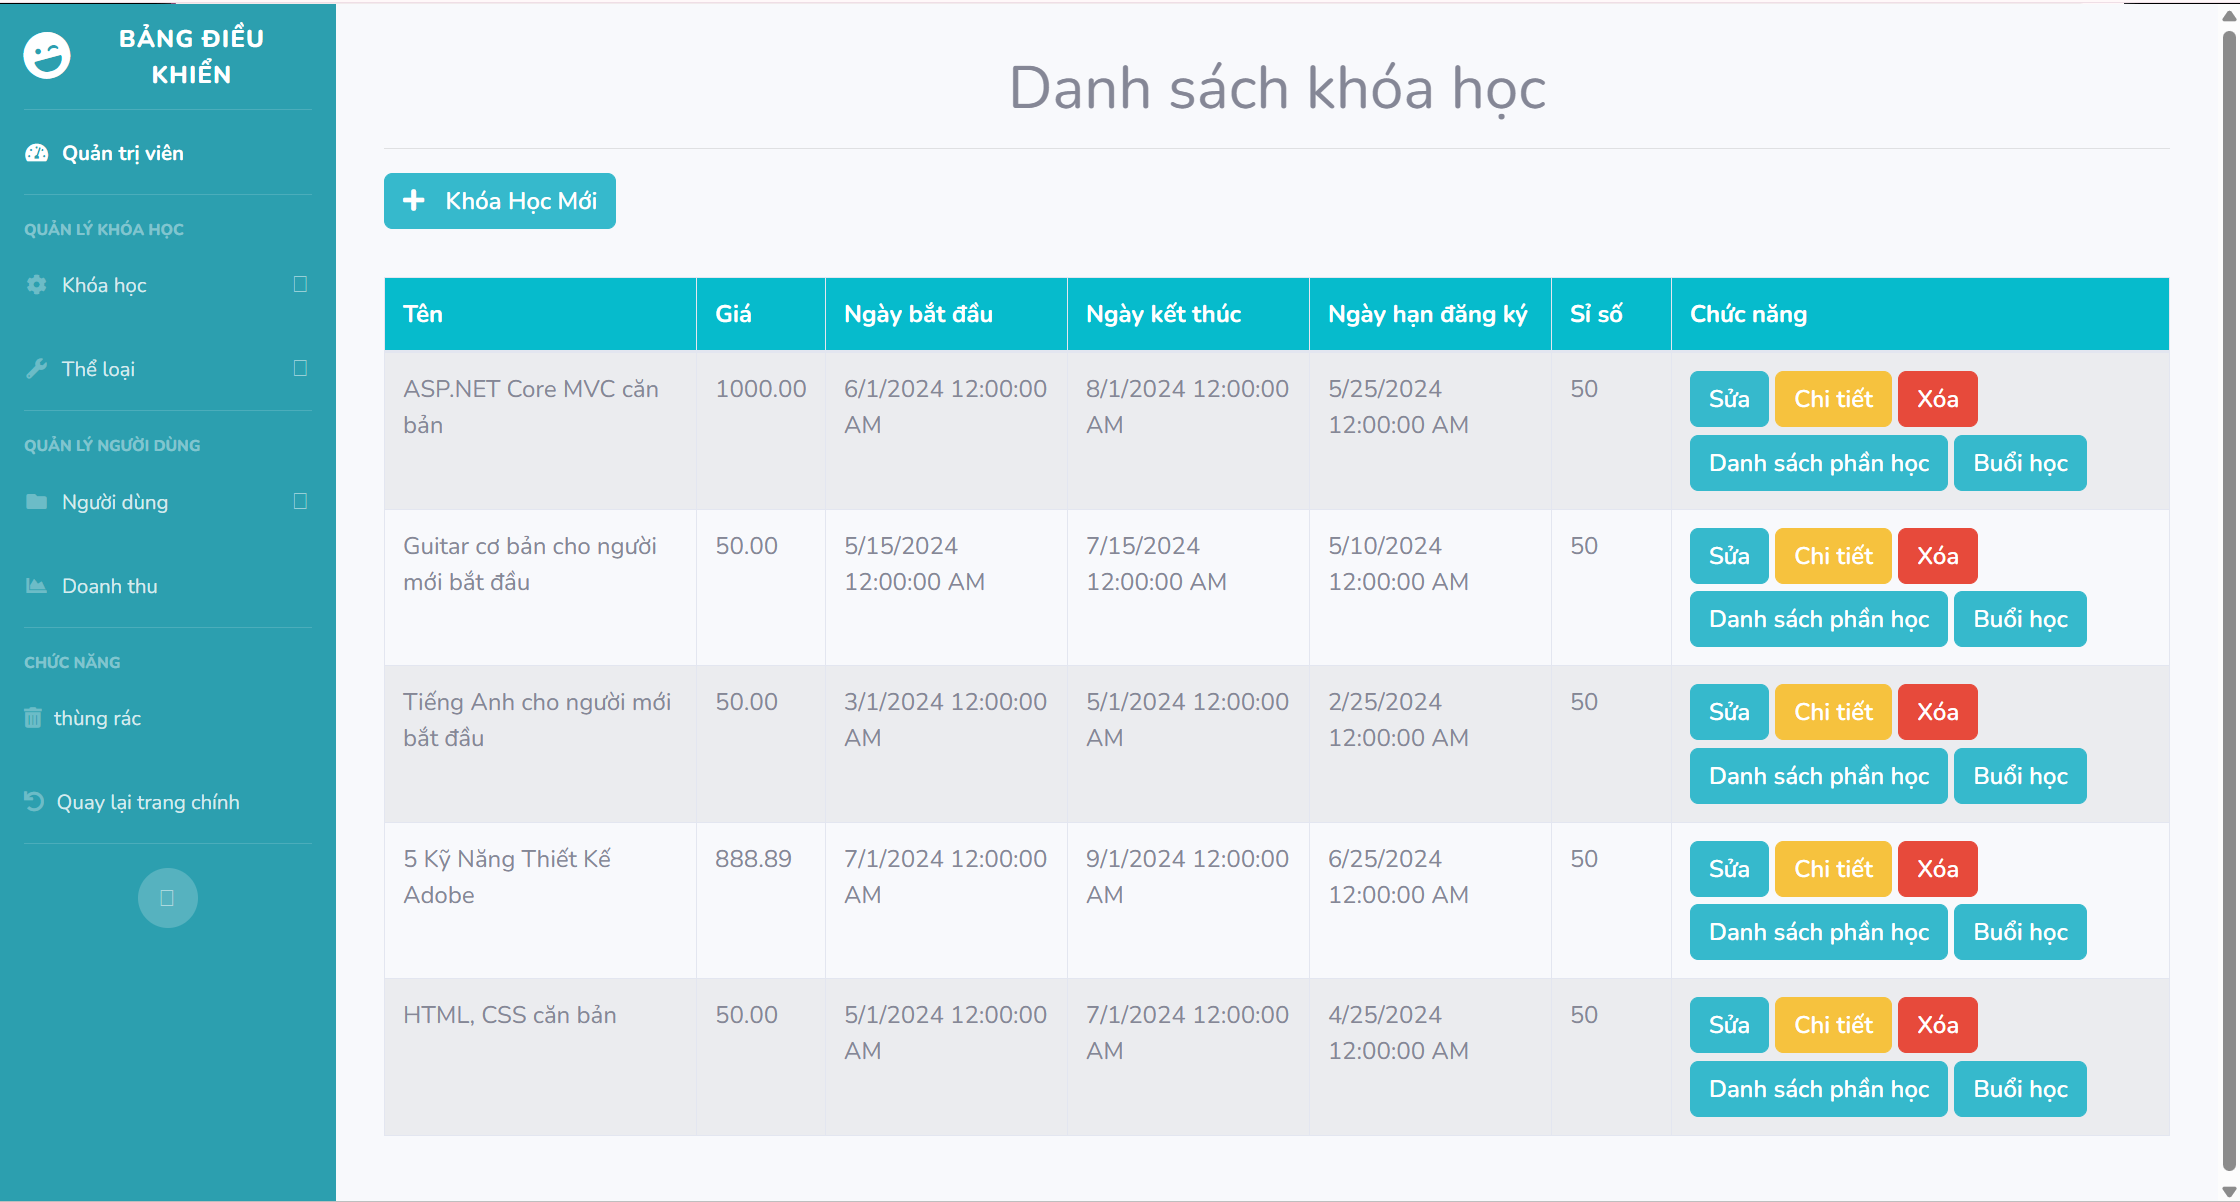 BẢNG ĐIỀU
KHIỂN
Quản trị viên
QUẢN LÝ KHÓA HỌC
Khóa học
Thể loại
QUẢN LÝ NGƯỜI DÙNG
Người dùng
Doanh thu
CHỨC NĂNG
thùng rác
Quay lại trang chính
Danh sách khóa học
Khóa Học Mới
Tên Giá Ngày bắt đầu Ngày kết thúc Ngày hạn đăng ký Sỉ số Chức năng
ASP.NET Core MVC căn 1000.00 6/1/2024 12:00:00 8/1/2024 12:00:00 5/25/2024 50 Sửa Chi tiết Xóa
bản AM AM 12:00:00 AM
Danh sách phần học Buổi học
Guitar cơ bản cho người 50.00 5/15/2024 7/15/2024 5/10/2024 50 Sửa Chi tiết Xóa
mới bắt đầu 12:00:00 AM 12:00:00 AM 12:00:00 AM
Danh sách phần học Buổi học
Tiếng Anh cho người mới 50.00 3/1/2024 12:00:00 5/1/2024 12:00:00 2/25/2024 50 Sửa Chi tiết Xóa
bắt đầu AM AM 12:00:00 AM
Danh sách phần học Buổi học
5 Kỹ Năng Thiết Kế 888.89 7/1/2024 12:00:00 9/1/2024 12:00:00 6/25/2024 50 Sửa Chi tiết Xóa
Adobe AM AM 12:00:00 AM
Danh sách phần học Buổi học
HTML, CSS căn bản 50.00 5/1/2024 12:00:00 7/1/2024 12:00:00 4/25/2024 50 Sửa Chi tiết Xóa
AM AM 12:00:00 AM
Danh sách phần học Buổi học